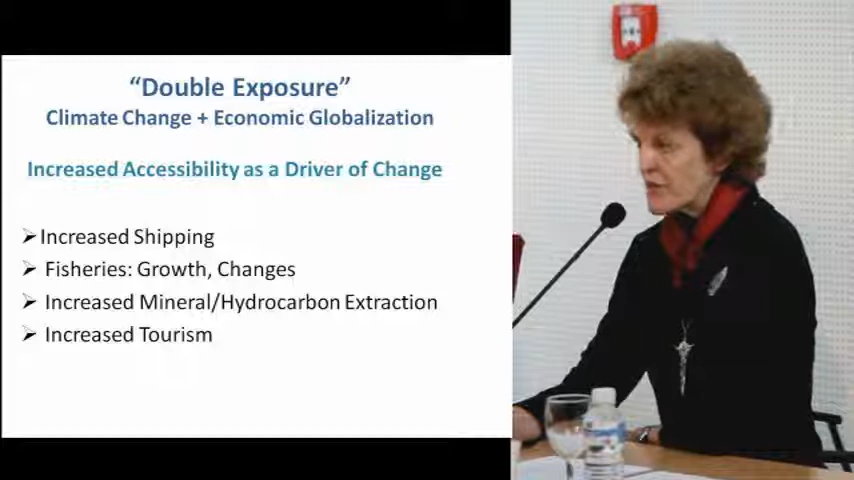 “Double Exposure”
Climate Change + Economic Globalization
Increased Accessibility as a Driver of Change
➢Increased Shipping
➢ Fisheries: Growth, Changes
➢ Increased Mineral/Hydrocarbon Extraction
➢ Increased Tourism